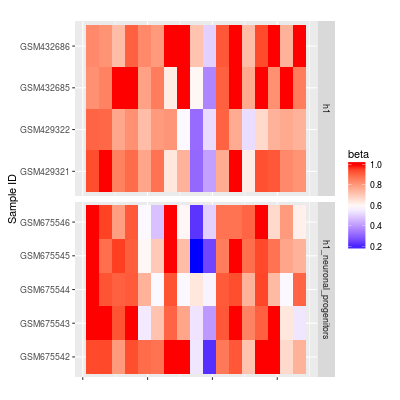 GSM432686
GSM432685
GSM429322
GSM429321
h1
GSM675546
GSM675545
GSM675544
GSM675543
GSM675542
h1_neuronal_progenitors
Sample ID
beta
1.0
0.8
0.6
0.4
0.2